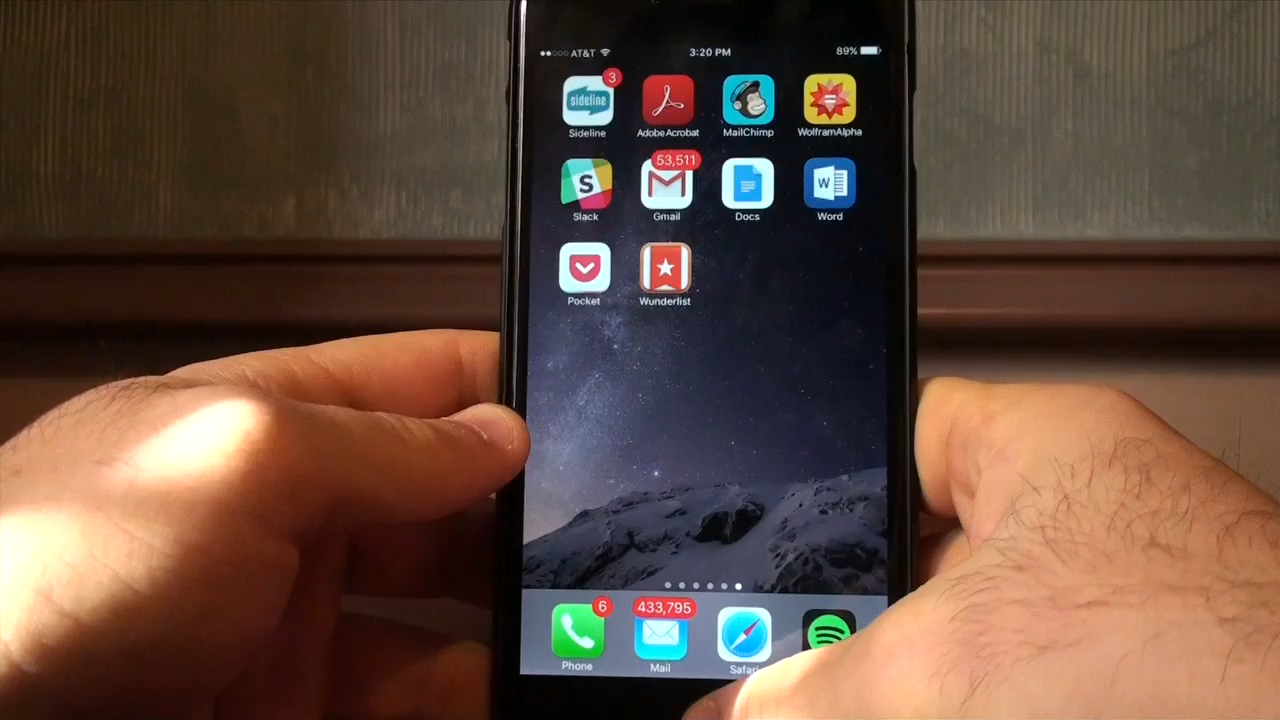 AT&T 3:20 PM 89%
3
sideline
Sideline Adobe Acrobat MailChimp WolframAlpha
53,511
S W
Slack Gmail Docs Word
Pocket Wunderlist
6 433,795
Phone Mail Safari